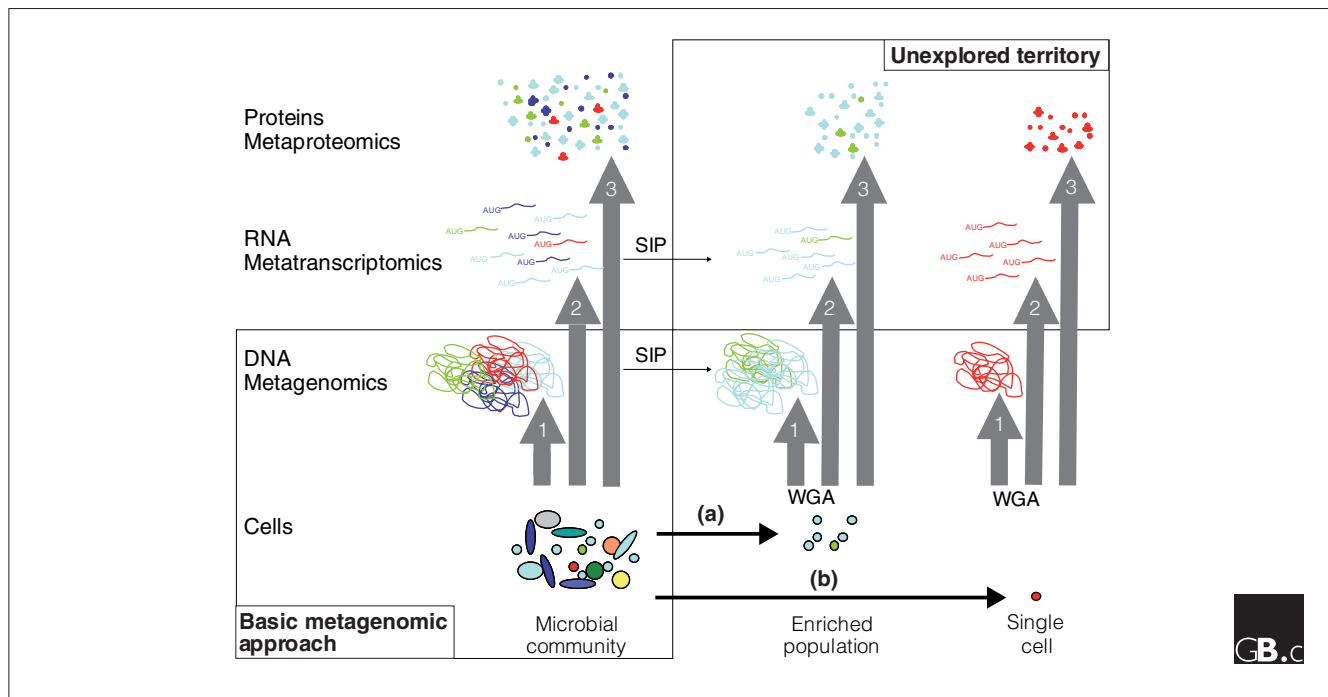 Unexplored territory
Proteins
Metaproteomics
3
3
3
AUG
AUG
AUG
AUG
AUG
AUG
AUG
AUG
RNA
Metatranscriptomics
SIP
AUG
AUG
AUG
AUG
AUG
AUG
AUG
AUG
AUG
AUG
AUG
2
2
2
DNA
Metagenomics
SIP
1
1
1
WGA
WGA
Cells
(a)
(b)
Basic metagenomic
approach
Microbial
community
Enriched
population
Single
cell
GB.c